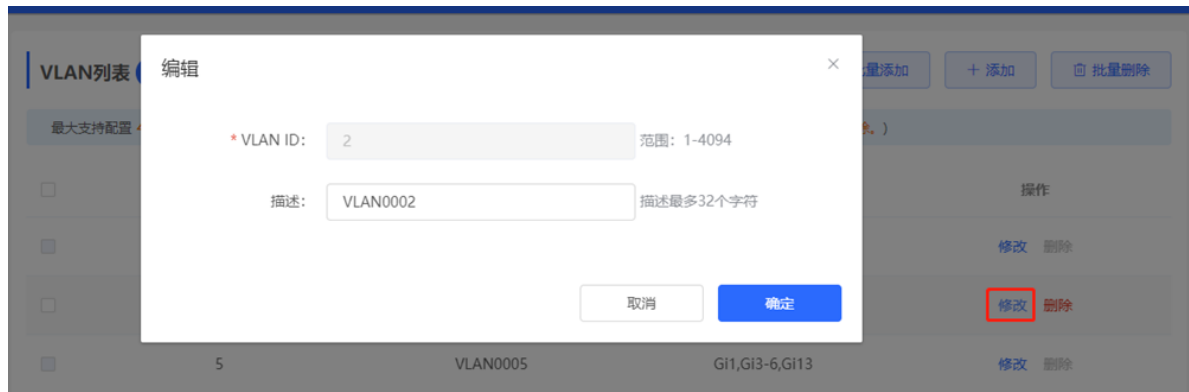 VLAN列表
编辑
量添加
+ 添加
批量删除
最大支持配置
。)
* VLAN ID:
2
范围：1-4094
描述:
VLAN0002
描述最多32个字符
操作
修改 删除
取消
确定
修改 删除
5 VLAN0005 Gi1,Gi3-6,Gi13 修改 删除